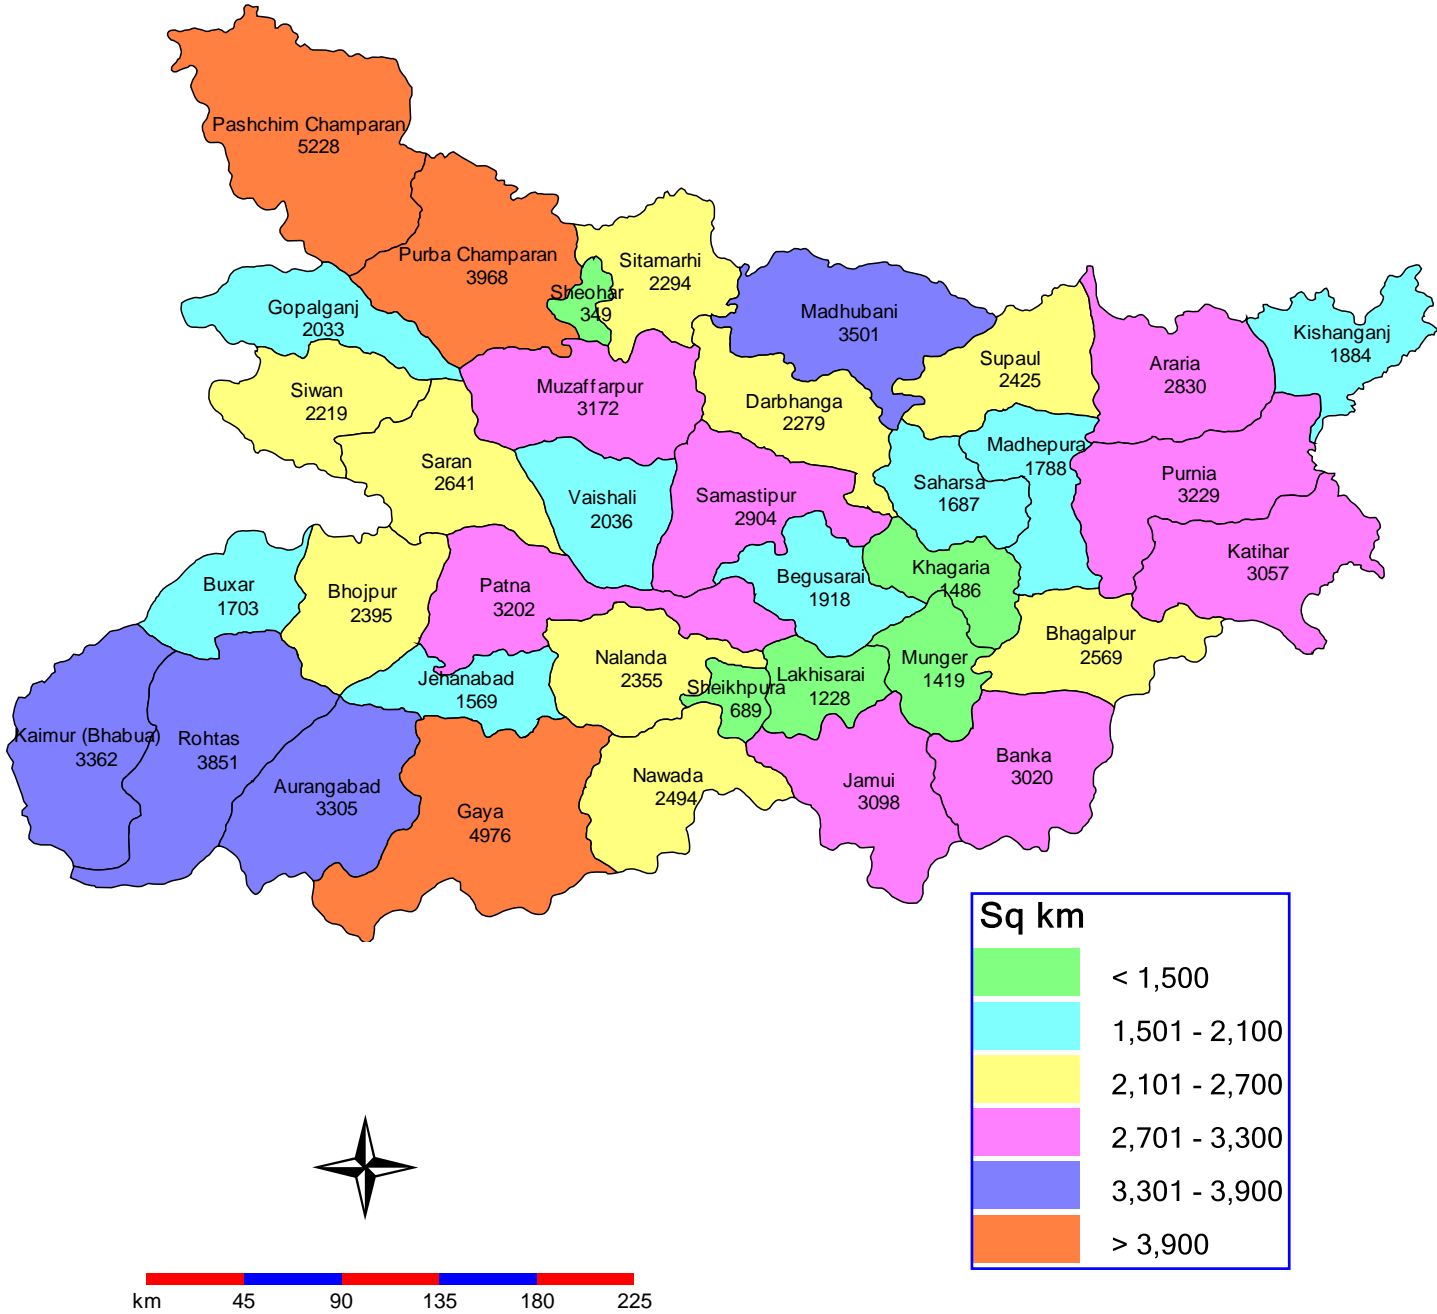 Pashchim Champaran
5228
Purba Champaran
3968
Sitamarhi
2294
Sheohar
349
Gopalganj
2033
Madhubani
3501
Kishanganj
1884
Supaul
2425
Araria
2830
Siwan
2219
Muzaffarpur
3172
Darbhanga
2279
Madhepura
1788
Saran
2641
Vaishali
2036
Samastipur
2904
Saharsa
1687
Purnia
3229
Katihar
3057
Buxar
1703
Bhojpur
2395
Patna
3202
Begusarai
1918
Khagaria
1486
Bhagalpur
2569
Nalanda
2355
Munger
1419
Jehanabad
1569
Sheikhpura
689
Lakhisarai
1228
Kaimur (Bhabua)
3362
Rohtas
3851
Aurangabad
3305
Gaya
4976
Nawada
2494
Jamui
3098
Banka
3020
Sq km
< 1,500
1,501 - 2,100
2,101 - 2,700
2,701 - 3,300
3,301 - 3,900
> 3,900
km 45 90 135 180 225